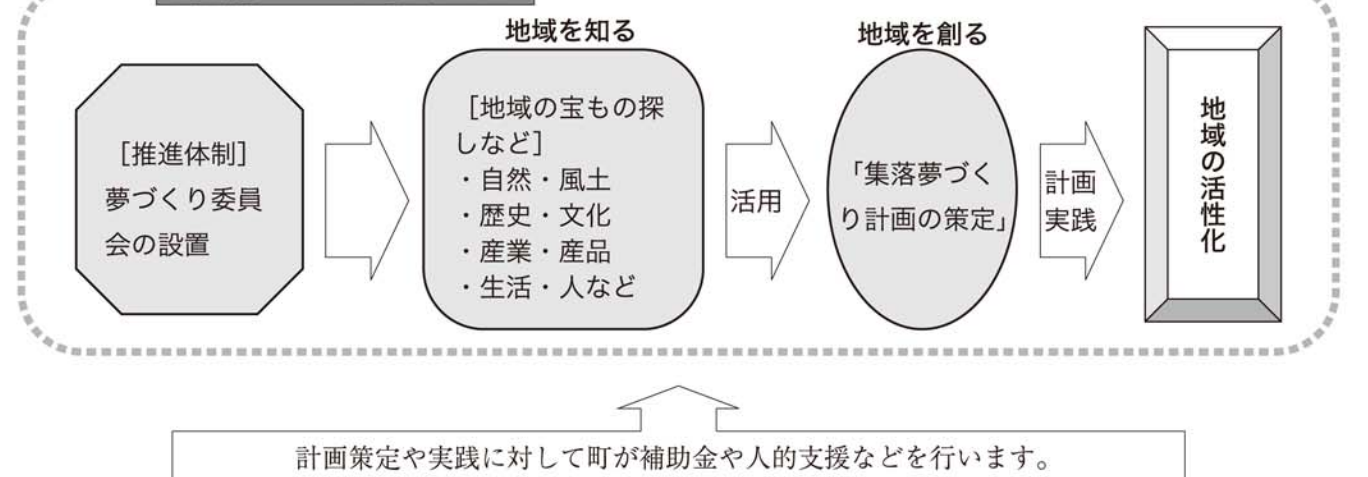 地域を知る
地域を創る
［推進体制］
夢づくり委員
会の設置
［地域の宝もの探
しなど］
・自然・風土
・歴史・文化
・産業・産品
・生活・人など
活用
「集落夢づく
り計画の策定」
計画
実践
地域の活性化
計画策定や実践に対して町が補助金や人的支援などを行います。